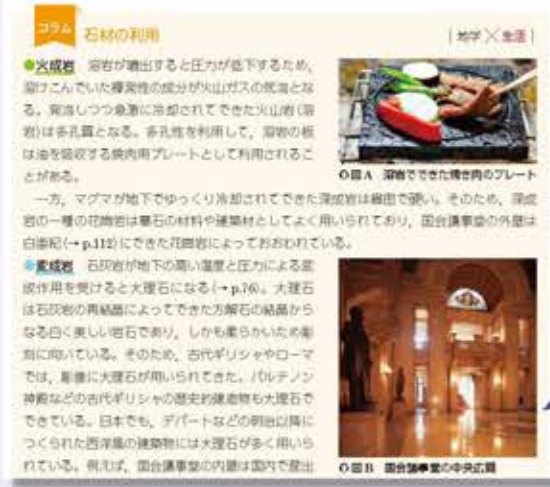 コラム 石材の利用 | 地学×生活 |
●火成岩 溶岩が噴出すると圧力が低下するため,
溶けこんでいた揮発性の成分が火山ガスの気泡とな
る。発泡しつつ急激に冷却されてできた火山岩(溶
岩)は多孔質となる。多孔性を利用して,溶岩の板
は油を吸収する焼肉用プレートとして利用されるこ
とがある。
図A 溶岩でできた焼き肉のプレート
一方,マグマが地下でゆっくり冷却されてできた深成岩は緻密で硬い。そのため,深成
岩の一種の花崗岩は墓石の材料や建築材としてよく用いられており,国会議事堂の外壁は
白亜紀(→p.112)にできた花崗岩によっておおわれている。
●変成岩 石灰岩が地下の高い温度と圧力による変
成作用を受けると大理石になる(→p.76)。大理石
は石灰岩の再結晶によってできた方解石の結晶から
なる白く美しい岩石であり,しかも柔らかいため彫
刻に向いている。そのため,古代ギリシャやローマ
では,彫像に大理石が用いられてきた。パルテノン
神殿などの古代ギリシャの歴史的建造物も大理石で
できている。日本でも,デパートなどの明治以降に
つくられた西洋風の建築物には大理石が多く用いら
れている。例えば,国会議事堂の内壁は国内で産出
図B 国会議事堂の中央広間